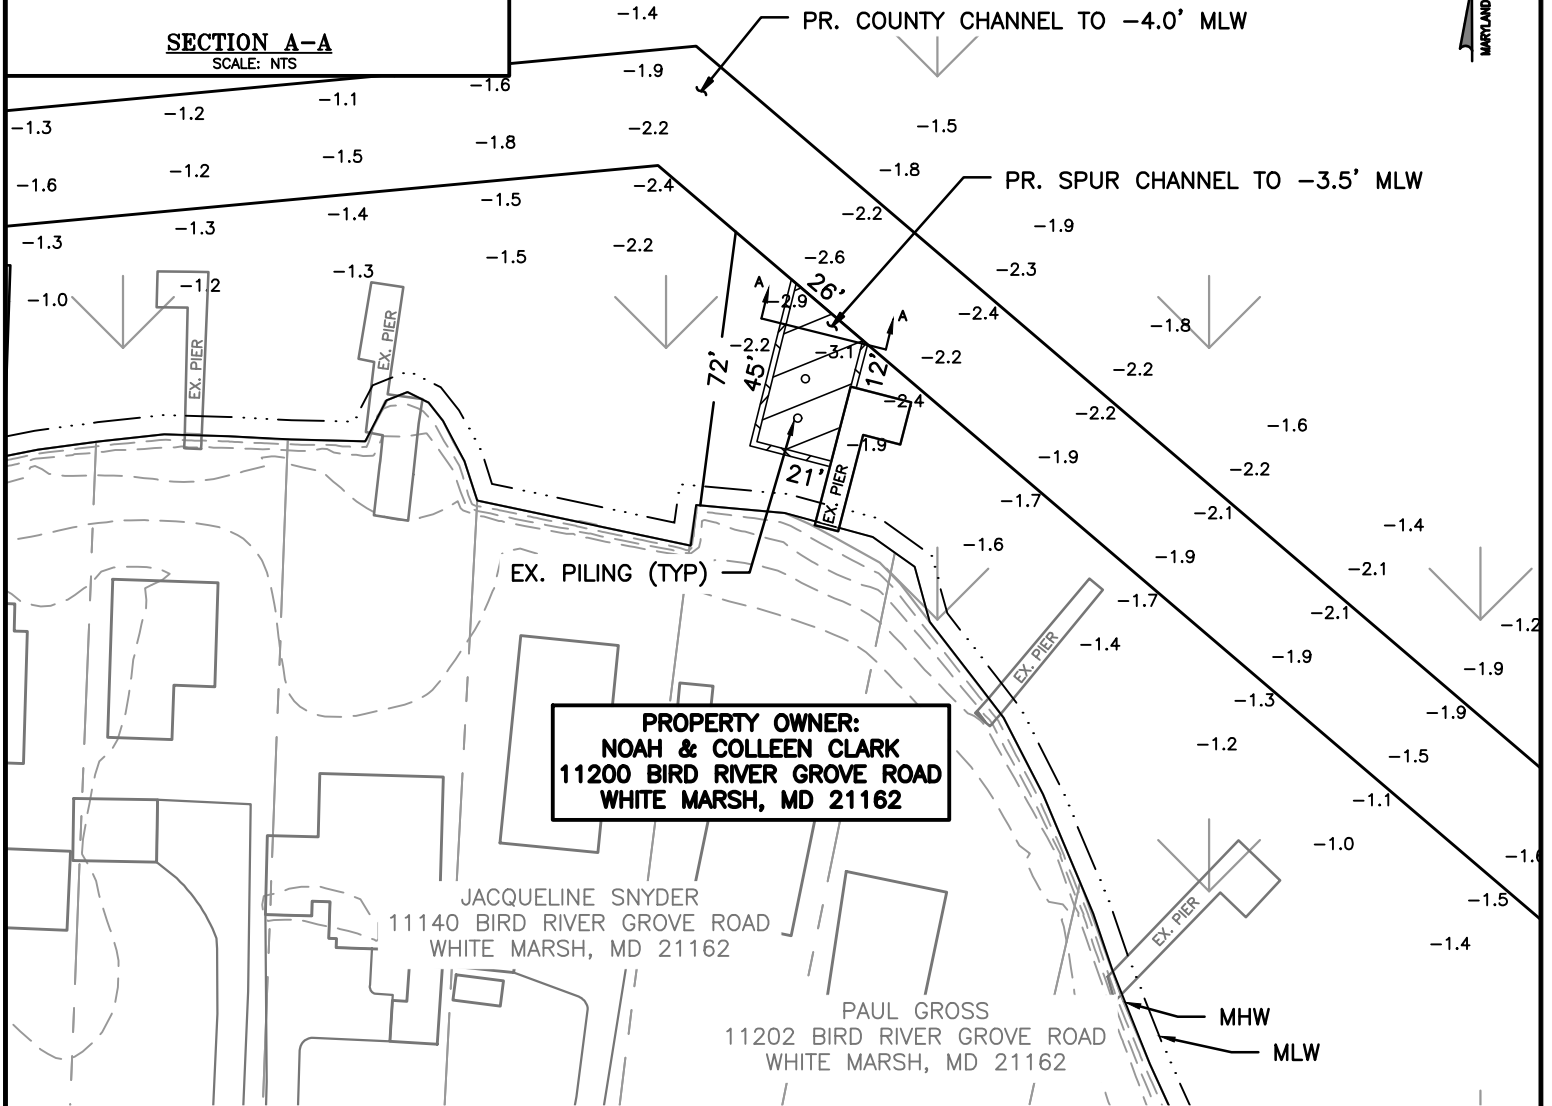 SECTION A-A
SCALE: NTS
PR. COUNTY CHANNEL TO -4.0' MLW
MARYLAND
PR. SPUR CHANNEL TO -3.5' MLW
-1.4
-1.9
-1.6
-1.1
-1.2
-1.3
-2.2
-1.5
-1.8
-1.8
-1.5
-1.2
-1.6
-2.4
-1.5
-1.4
-1.3
-1.3
-2.2
-1.9
-2.2
-2.6
-2.3
-1.5
-1.3
-1.2
-1.0
26'
A
-2.9
A
-2.4
-1.8
-2.2
-3.1
-2.2
-2.2
72'
45'
12'
-2.4
-2.2
-1.6
-1.9
-1.9
-2.2
21'
-1.7
-2.1
-1.4
-1.6
-1.9
-2.1
-1.7
-2.1
-1.2
-1.4
-1.9
-1.9
-1.3
-1.9
-1.2
-1.5
-1.1
-1.0
-1.6
-1.5
-1.4
EX. PIER
EX. PIER
EX. PIER
EX. PIER
EX. PIER
EX. PILING (TYP)
PROPERTY OWNER:
NOAH & COLLEEN CLARK
11200 BIRD RIVER GROVE ROAD
WHITE MARSH, MD 21162
JACQUELINE SNYDER
11140 BIRD RIVER GROVE ROAD
WHITE MARSH, MD 21162
PAUL GROSS
11202 BIRD RIVER GROVE ROAD
WHITE MARSH, MD 21162
MHW
MLW